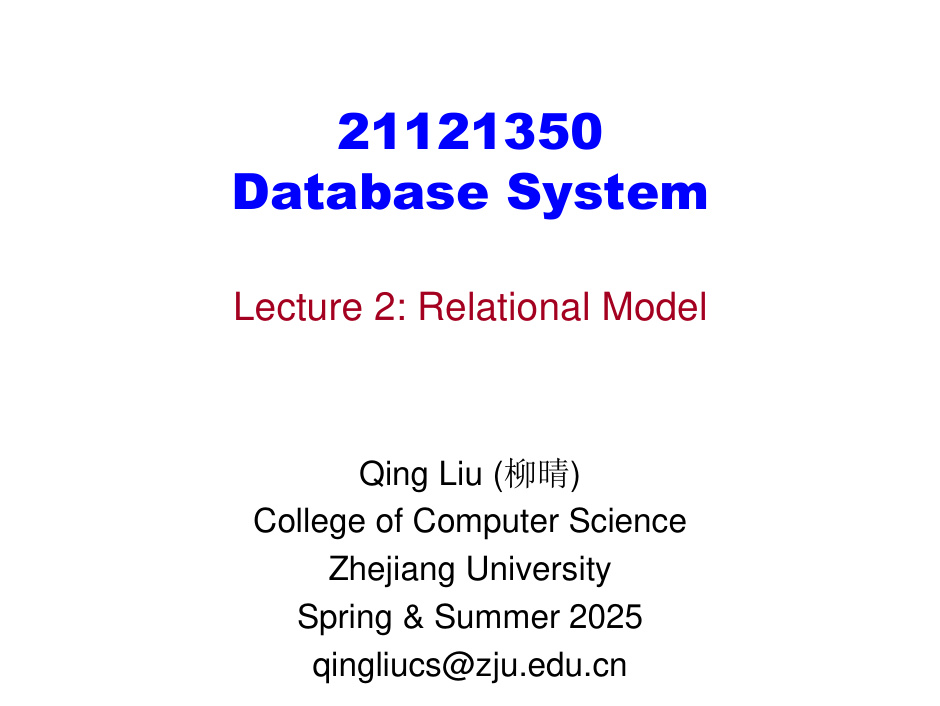 21121350
Database System
Lecture 2: Relational Model
Qing Liu (柳晴)
College of Computer Science
Zhejiang University
Spring & Summer 2025
qingliucs@zju.edu.cn